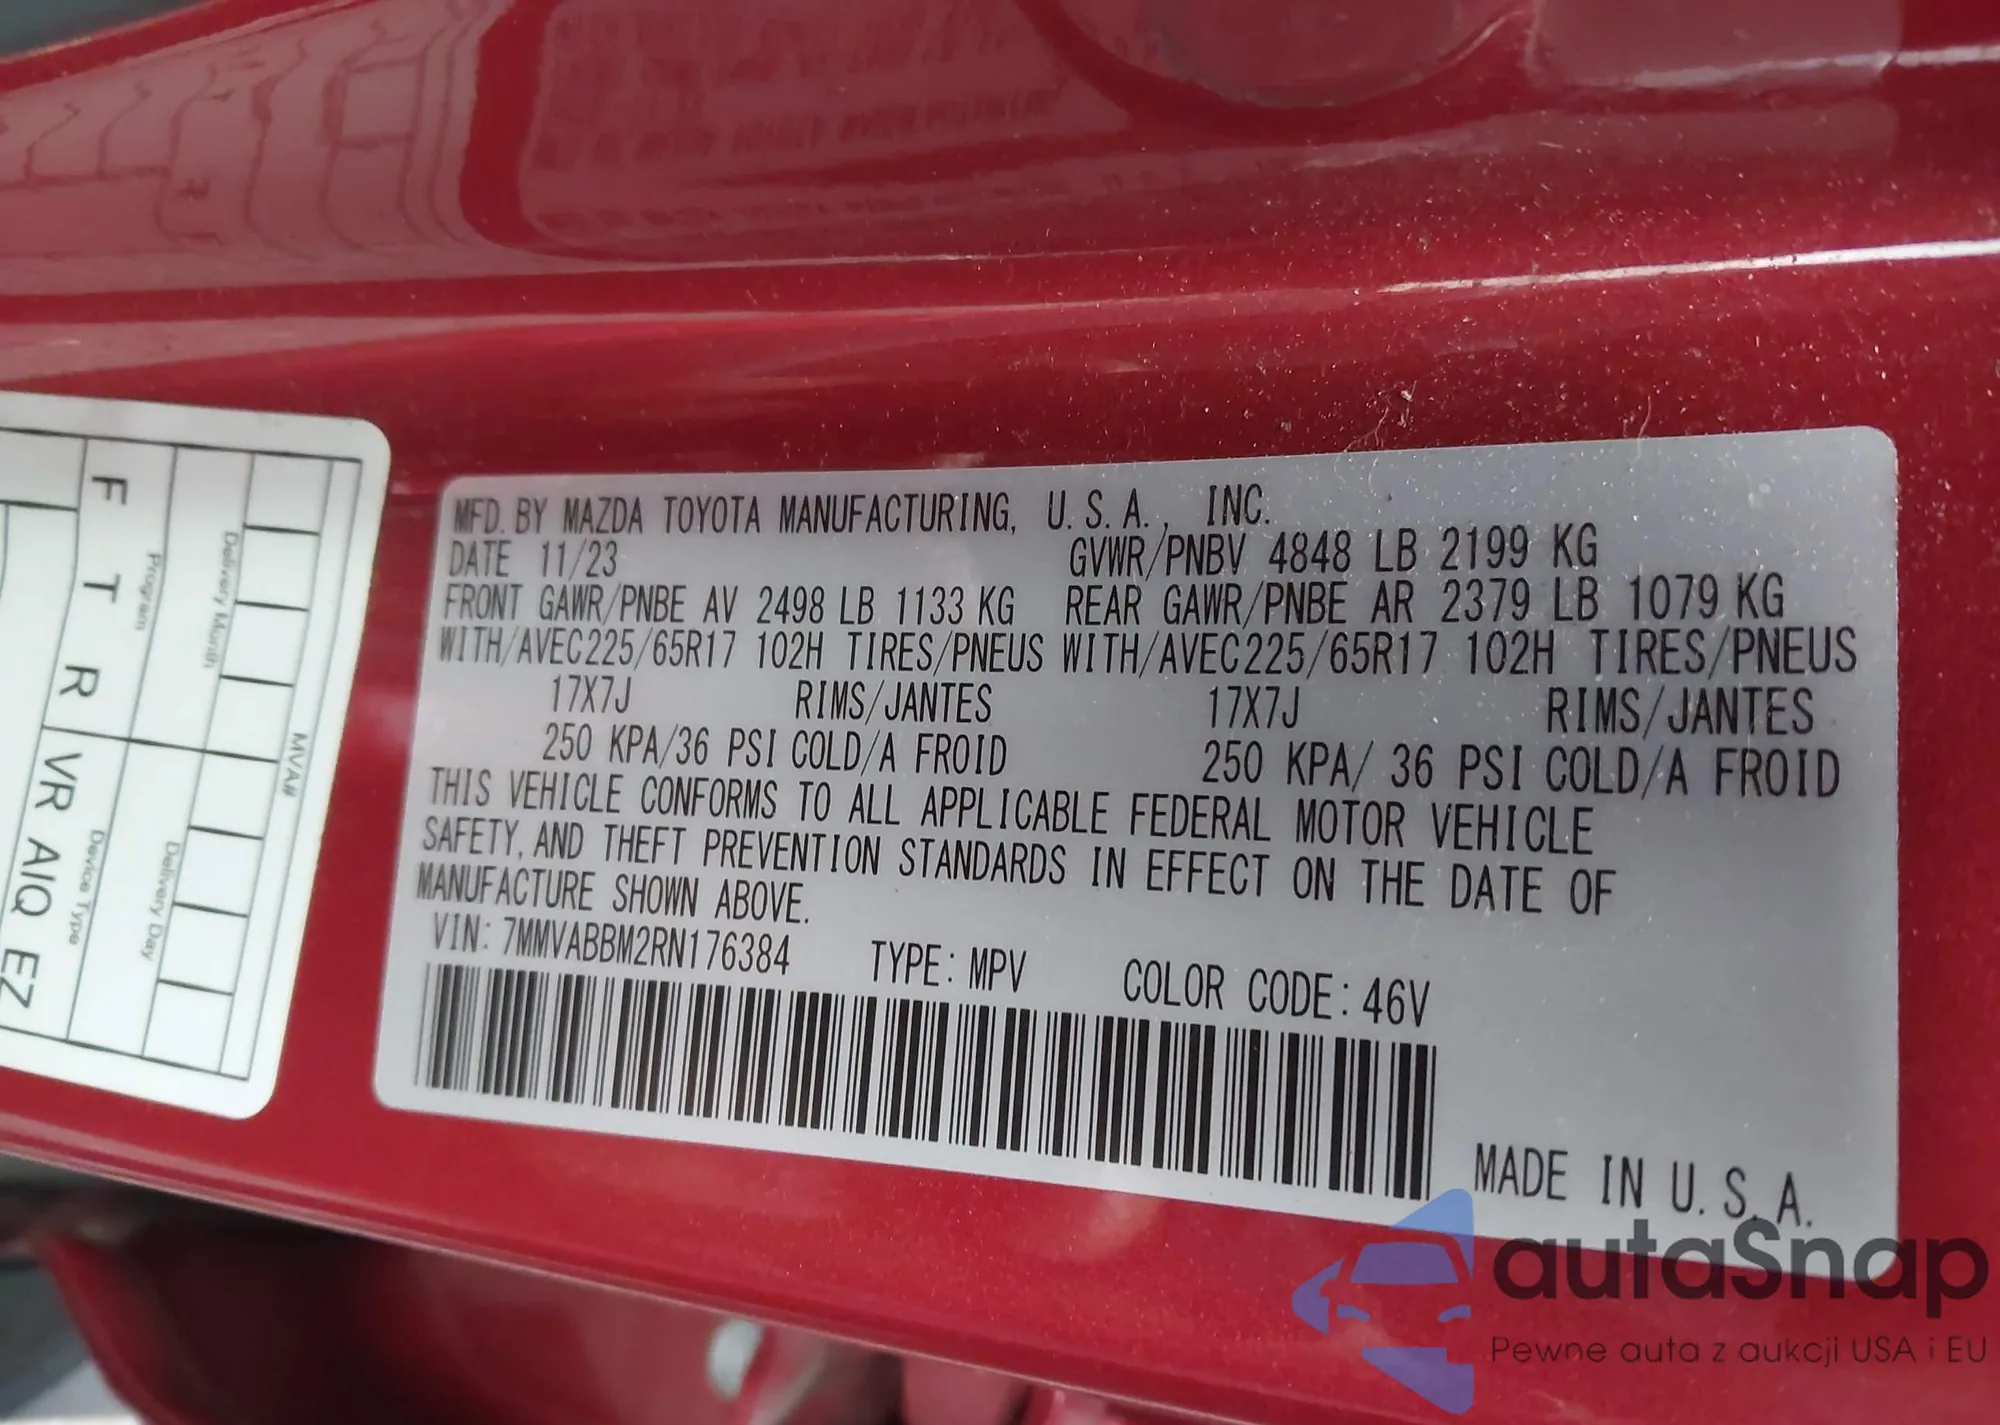 MFD. BY MAZDA TOYOTA MANUFACTURING, U. S. A., INC.
DATE 11/23 GVWR/PNBV 4848 LB 2199 KG
FRONT GAWR/PNBE AV 2498 LB 1133 KG REAR GAWR/PNBE AR 2379 LB 1079 KG
WITH/AVEC225/65R17 102H TIRES/PNEUS WITH/AVEC225/65R17 102H TIRES/PNEUS
17X7J RIMS/JANTES 17X7J RIMS/JANTES
250 KPA/36 PSI COLD/A FROID 250 KPA/ 36 PSI COLD/A FROID
THIS VEHICLE CONFORMS TO ALL APPLICABLE FEDERAL MOTOR VEHICLE
SAFETY, AND THEFT PREVENTION STANDARDS IN EFFECT ON THE DATE OF
MANUFACTURE SHOWN ABOVE.
VIN: 7MMVABBM2RN176384 TYPE: MPV COLOR CODE: 46V
MADE IN U. S. A.
MVA#
Delivery Month
Delivery Day
Program
Device Type
F T R
VR AIQ EZ
autaSnap
Pewne auta z aukcji USA i EU